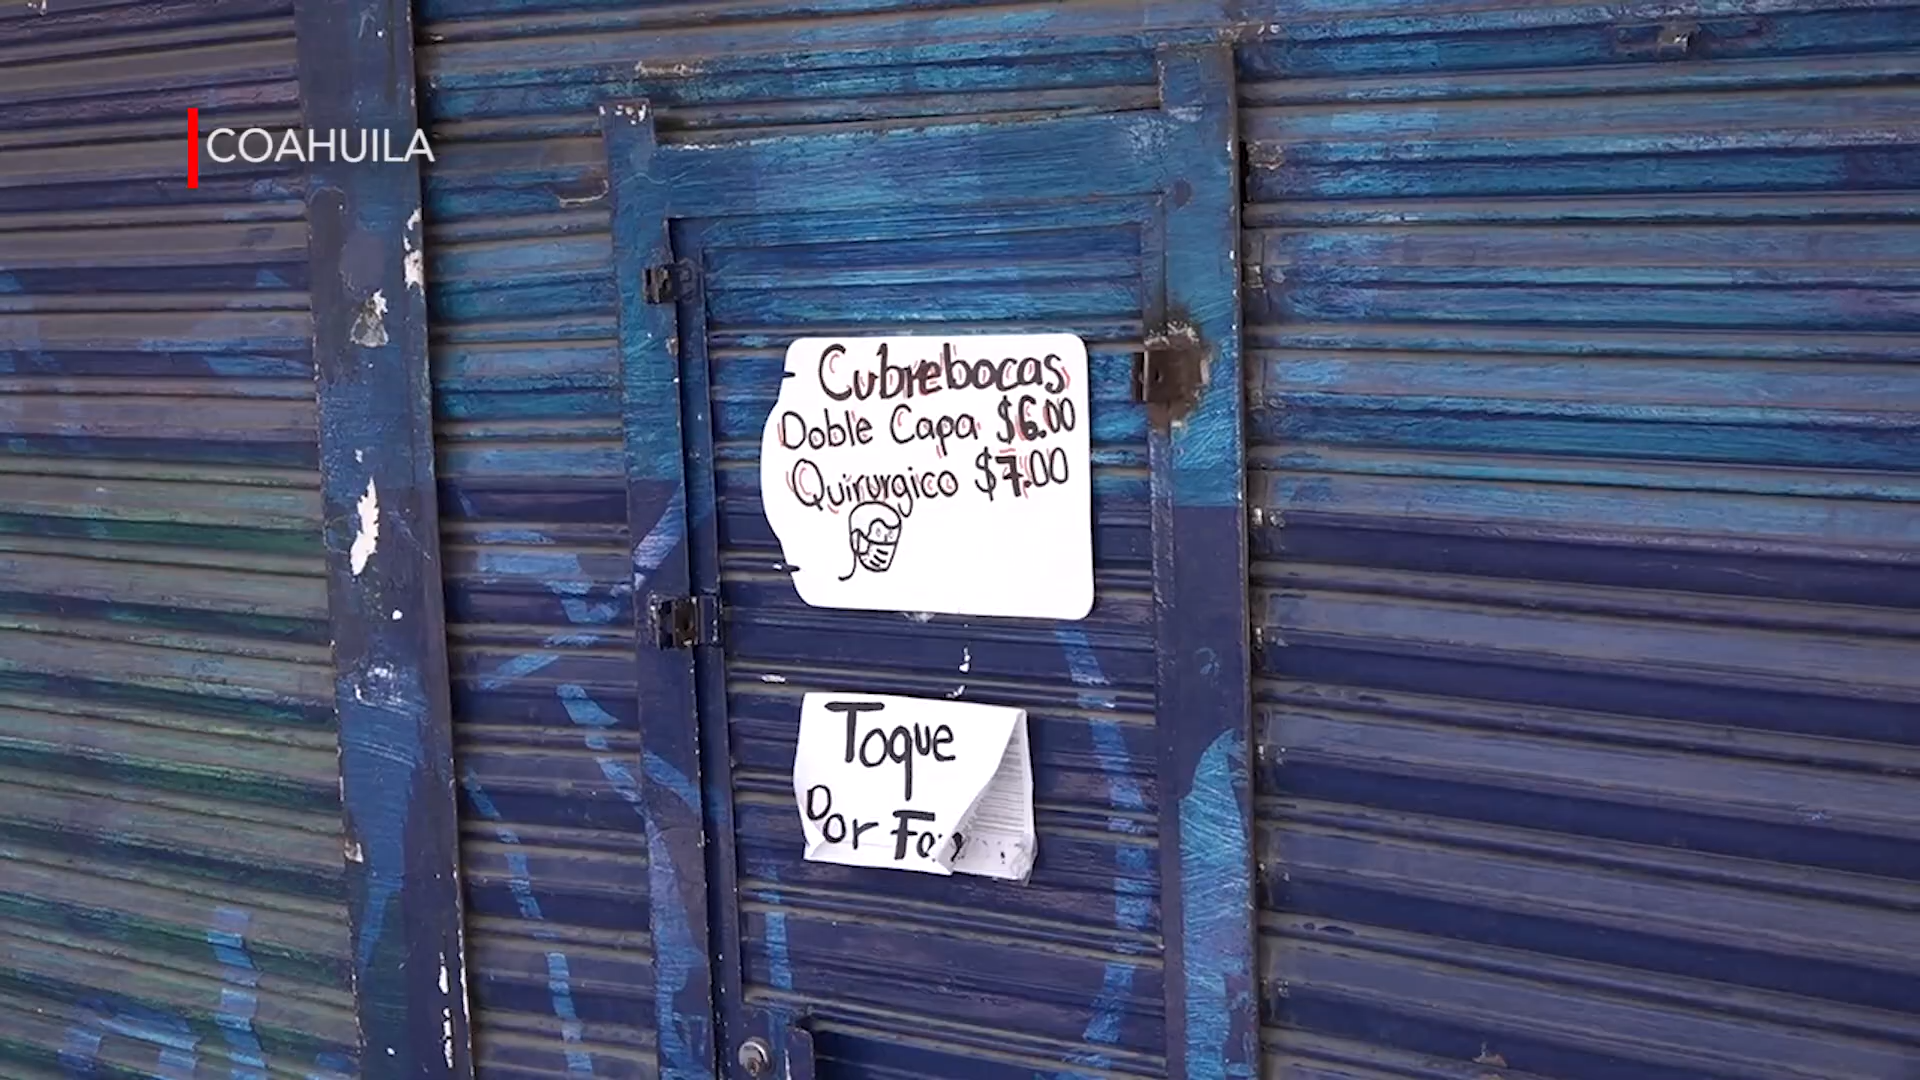 COAHUILA
Cubrebocas
Doble Capa $6.00
Quirurgico $7.00
Toque
Por